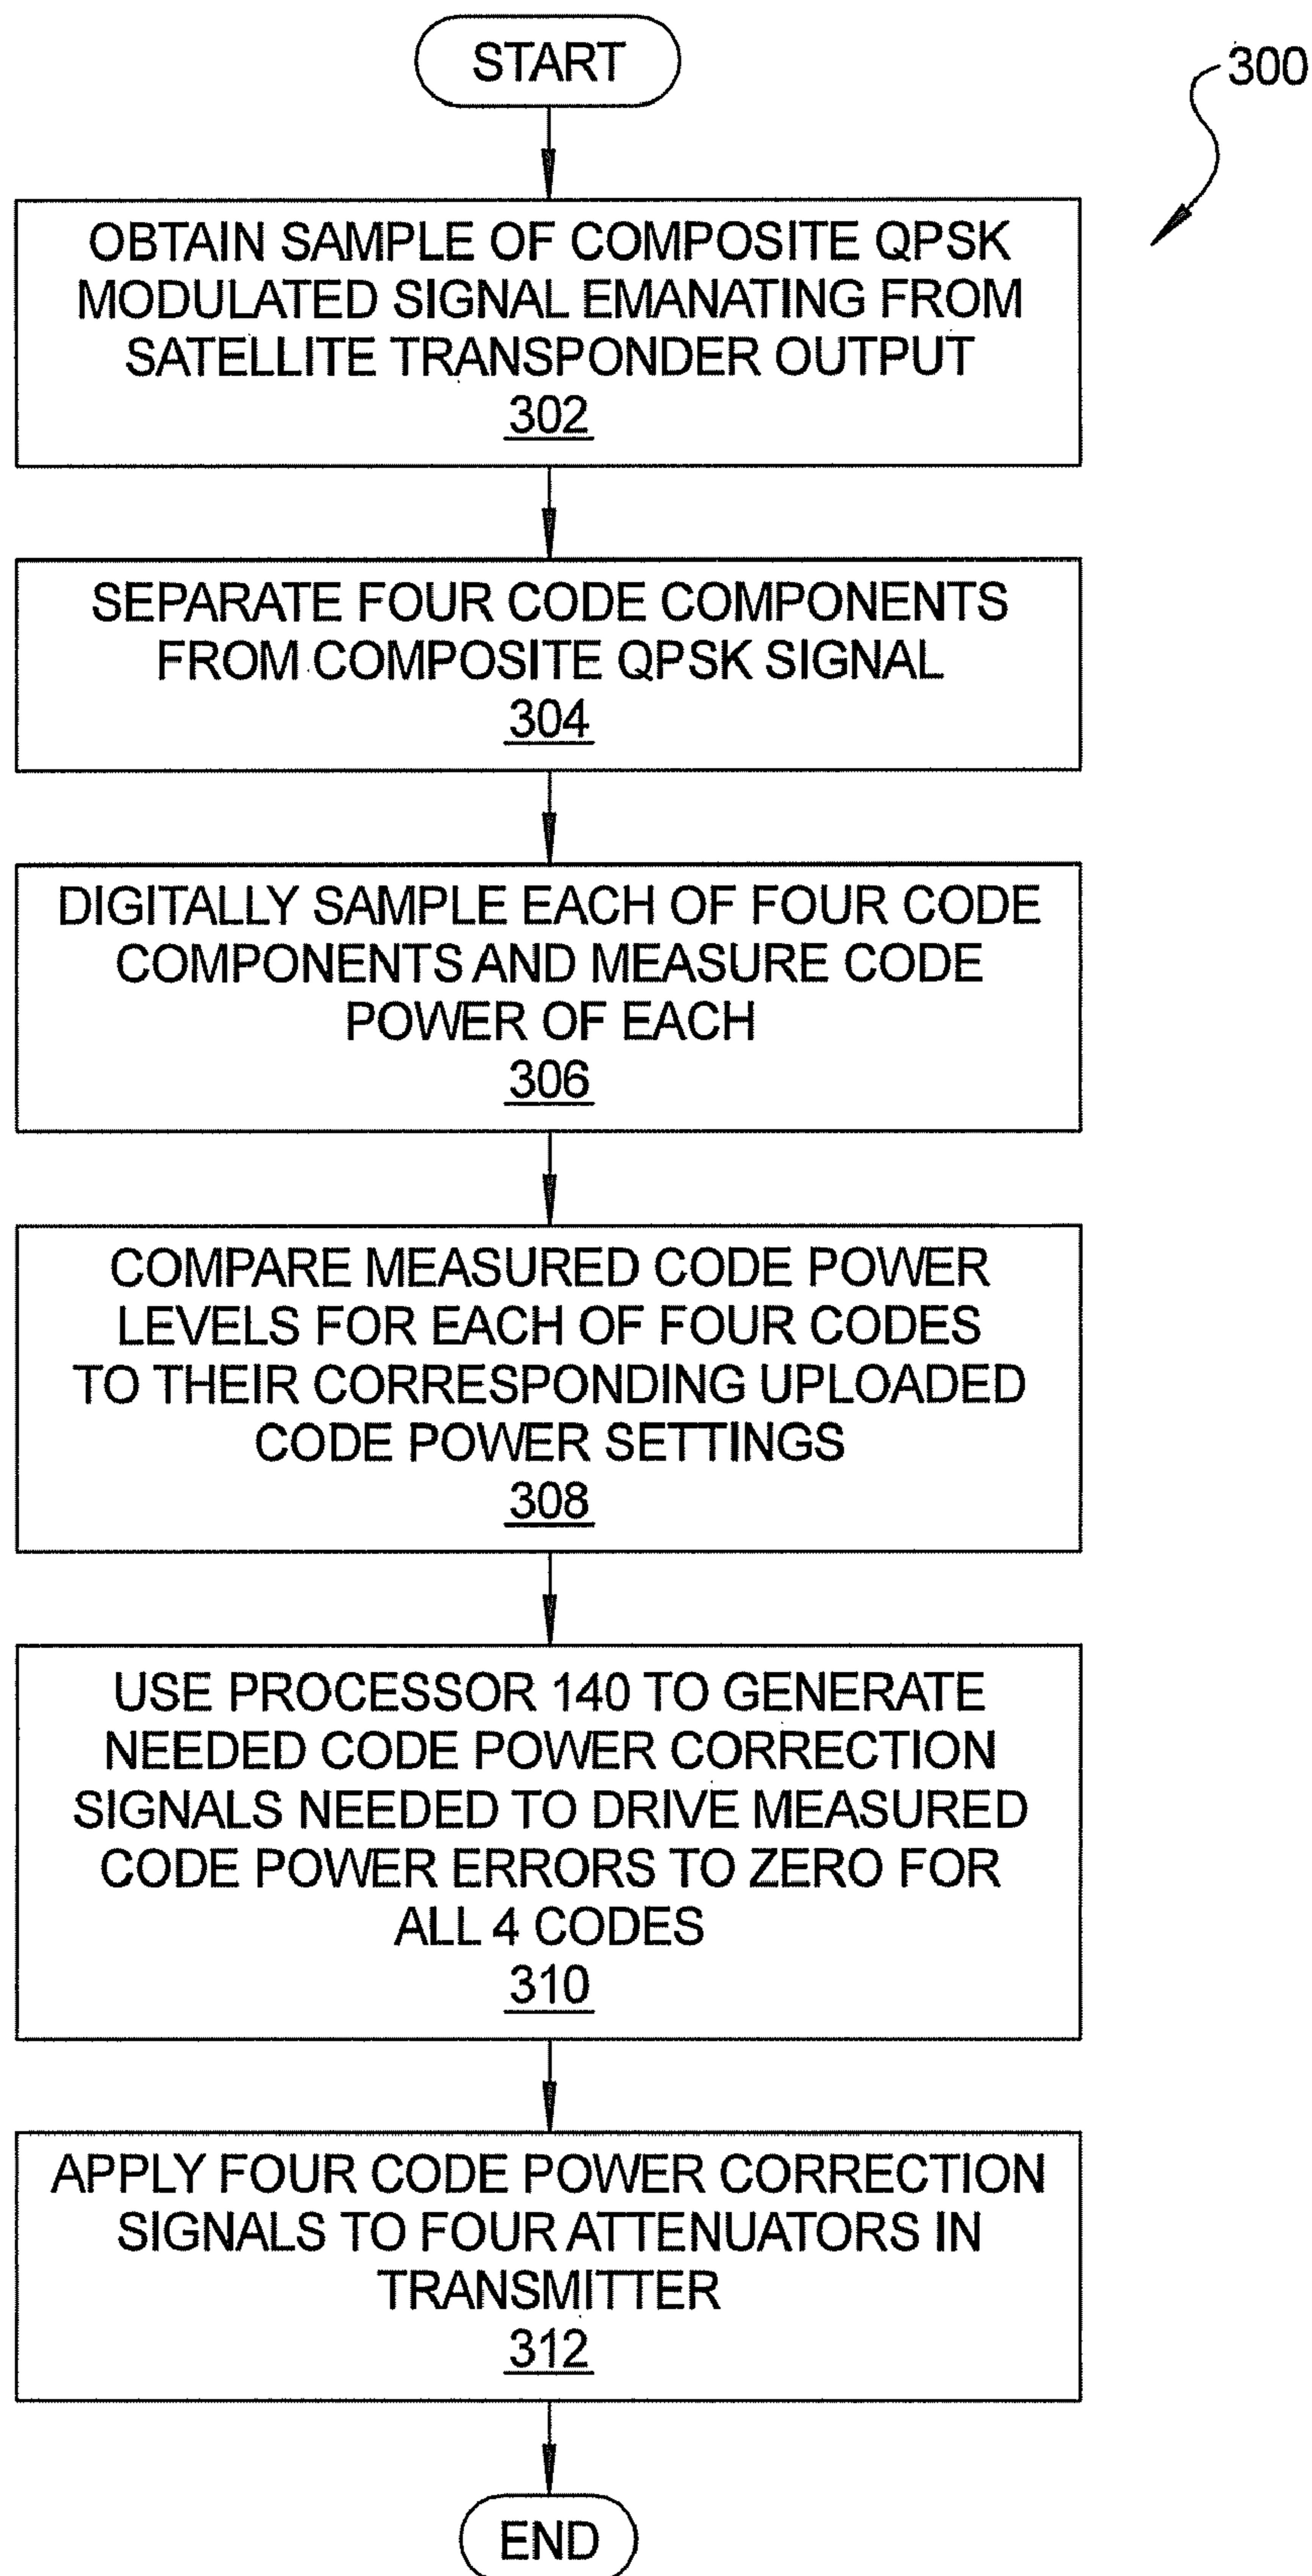 START
300
OBTAIN SAMPLE OF COMPOSITE QPSK
MODULATED SIGNAL EMANATING FROM
SATELLITE TRANSPONDER OUTPUT
302
SEPARATE FOUR CODE COMPONENTS
FROM COMPOSITE QPSK SIGNAL
304
DIGITALLY SAMPLE EACH OF FOUR CODE
COMPONENTS AND MEASURE CODE
POWER OF EACH
306
COMPARE MEASURED CODE POWER
LEVELS FOR EACH OF FOUR CODES
TO THEIR CORRESPONDING UPLOADED
CODE POWER SETTINGS
308
USE PROCESSOR 140 TO GENERATE
NEEDED CODE POWER CORRECTION
SIGNALS NEEDED TO DRIVE MEASURED
CODE POWER ERRORS TO ZERO FOR
ALL 4 CODES
310
APPLY FOUR CODE POWER CORRECTION
SIGNALS TO FOUR ATTENUATORS IN
TRANSMITTER
312
END